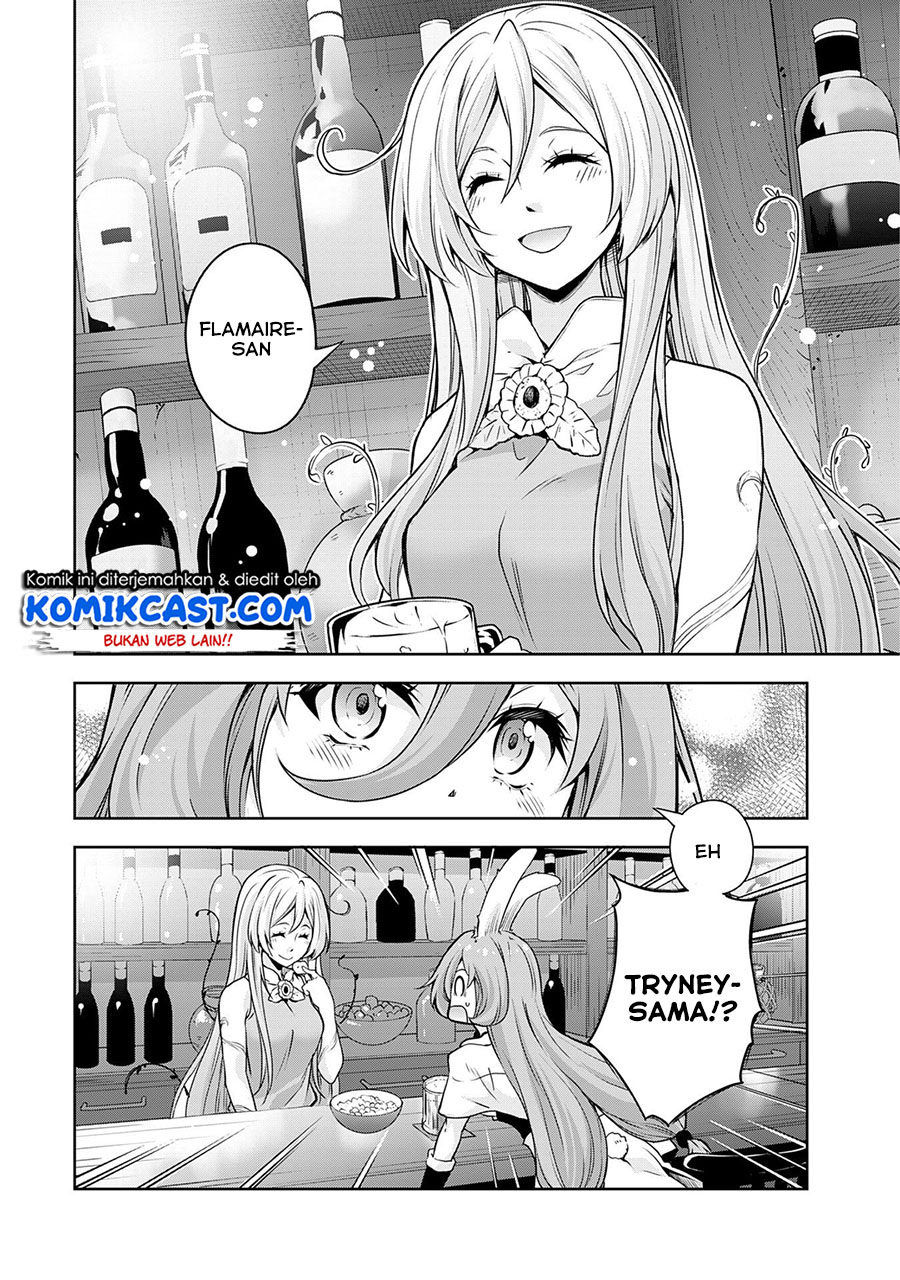 FLAMAIRE-
SAN
Komik ini diterjemahkan & diedit oleh
KOMIKCAST.COM
BUKAN WEB LAIN!!
EH
TRYNEY-
SAMA!?